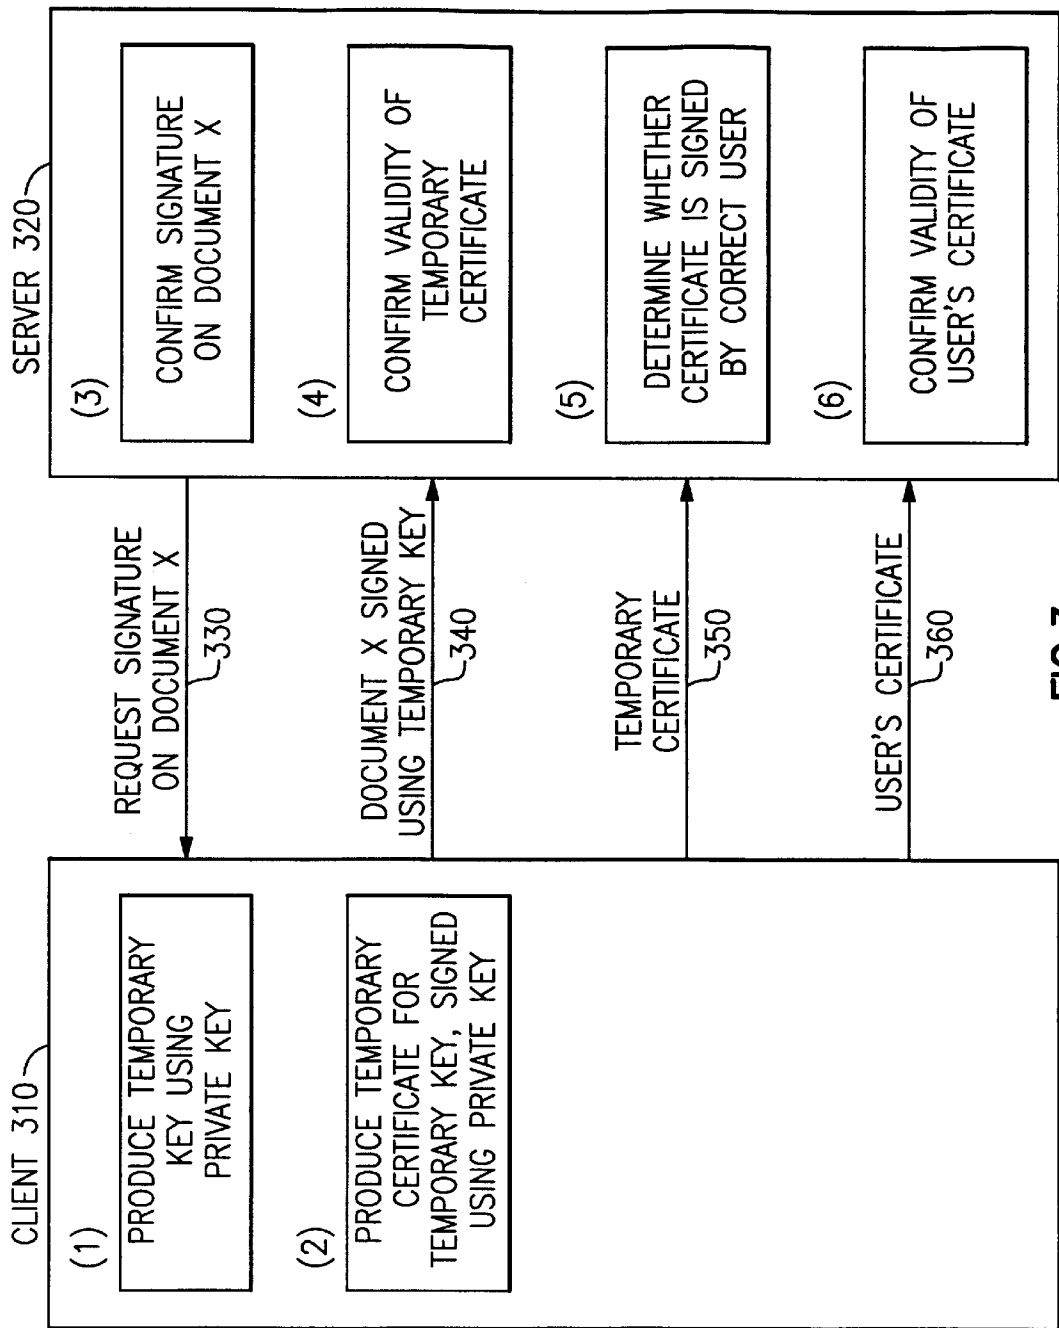 CLIENT 310
(1)
PRODUCE TEMPORARY
KEY USING
PRIVATE KEY
(2)
PRODUCE TEMPORARY
CERTIFICATE FOR
TEMPORARY KEY, SIGNED
USING PRIVATE KEY
REQUEST SIGNATURE
ON DOCUMENT X
330
DOCUMENT X SIGNED
USING TEMPORARY KEY
340
TEMPORARY
CERTIFICATE
350
USER'S CERTIFICATE
360
SERVER 320
(3)
CONFIRM SIGNATURE
ON DOCUMENT X
(4)
CONFIRM VALIDITY OF
TEMPORARY
CERTIFICATE
(5)
DETERMINE WHETHER
CERTIFICATE IS SIGNED
BY CORRECT USER
(6)
CONFIRM VALIDITY OF
USER'S CERTIFICATE